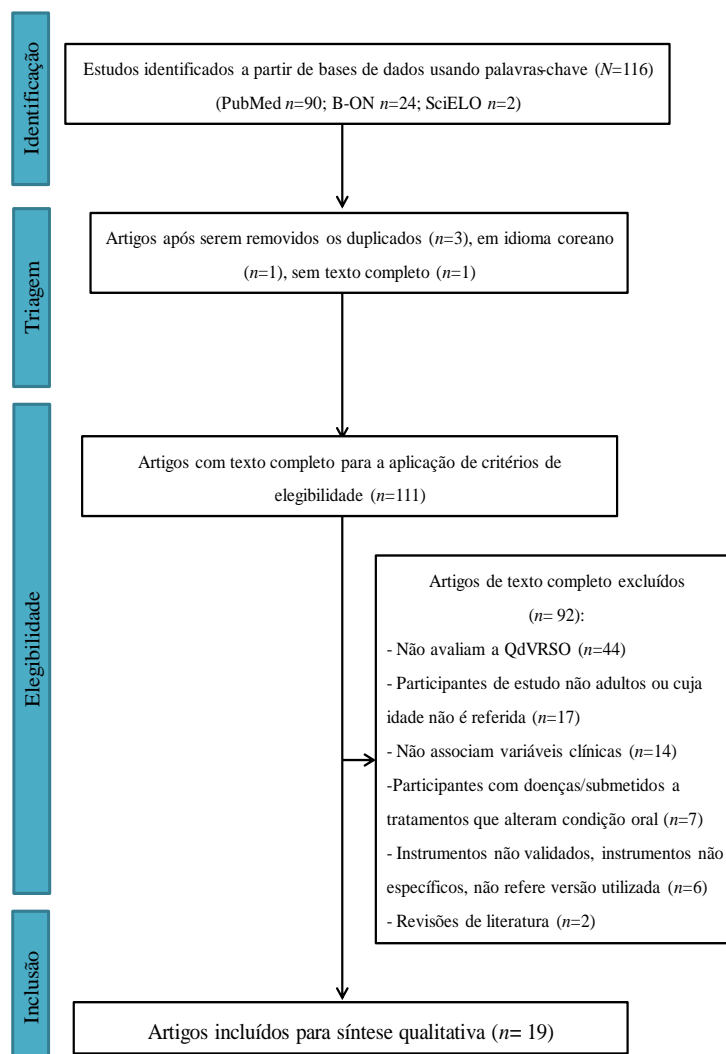 Identificação
Estudos identificados a partir de bases de dados usando palavras-chave (N=116)
(PubMed n=90; B-ON n=24; SciELO n=2)
Triagem
Artigos após serem removidos os duplicados (n=3), em idioma coreano
(n=1), sem texto completo (n=1)
Elegibilidade
Artigos com texto completo para a aplicação de critérios de
elegibilidade (n=111)
Artigos de texto completo excluídos
(n= 92):
- Não avaliam a QdVRSO (n=44)
- Participantes de estudo não adultos ou cuja
idade não é referida (n=17)
- Não associam variáveis clínicas (n=14)
-Participantes com doenças/submetidos a
tratamentos que alteram condição oral (n=7)
- Instrumentos não validados, instrumentos não
específicos, não refere versão utilizada (n=6)
- Revisões de literatura (n=2)
Inclusão
Artigos incluídos para síntese qualitativa (n= 19)